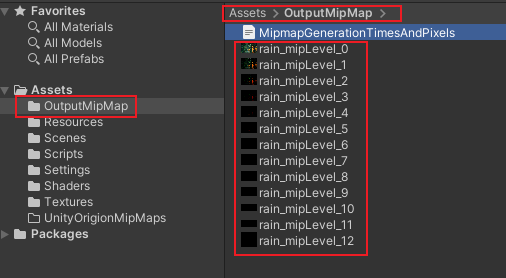 Favorites
All Materials
All Models
All Prefabs
Assets
OutputMipMap
Resources
Scenes
Scripts
Settings
Shaders
Textures
UnityOrigionMipMaps
Packages
Assets > OutputMipMap >
MipmapGenerationTimesAndPixels
rain_mipLevel_0
rain_mipLevel_1
rain_mipLevel_2
rain_mipLevel_3
rain_mipLevel_4
rain_mipLevel_5
rain_mipLevel_6
rain_mipLevel_7
rain_mipLevel_8
rain_mipLevel_9
rain_mipLevel_10
rain_mipLevel_11
rain_mipLevel_12